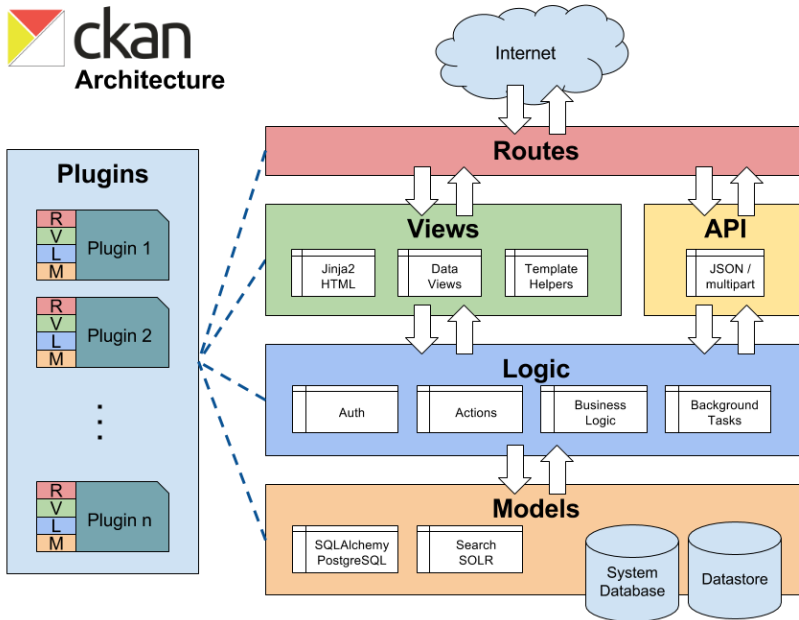 ckan
Architecture
Internet
Routes
Plugins
R
V
L
M
Plugin 1
R
V
L
M
Plugin 2
R
V
L
M
Plugin n
Views
Jinja2
HTML
Data
Views
Template
Helpers
API
JSON /
multipart
Logic
Auth
Actions
Business
Logic
Background
Tasks
Models
SQLAlchemy
PostgreSQL
Search
SOLR
System
Database
Datastore